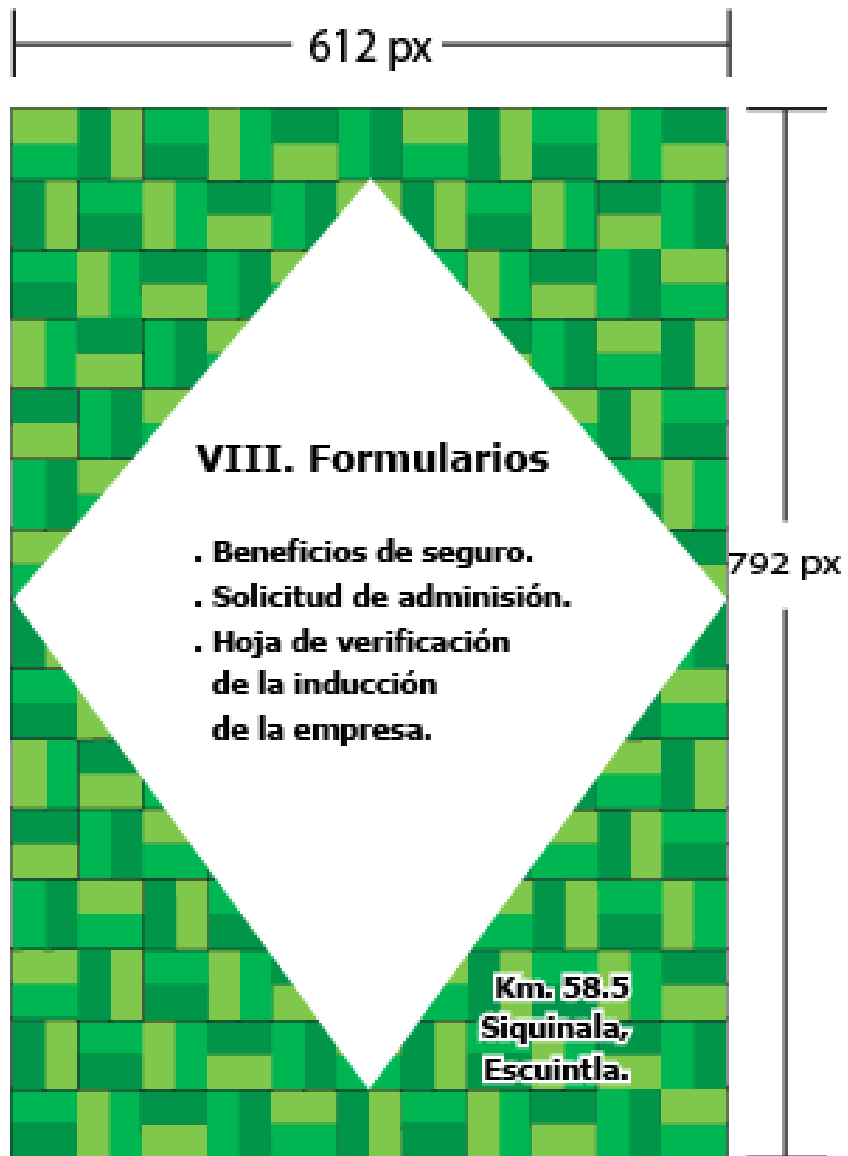 612 px
VIII. Formularios
. Beneficios de seguro.
. Solicitud de adminisión.
. Hoja de verificación
de la inducción
de la empresa.
792 px
Km. 58.5
Siquinala,
Escuintla.